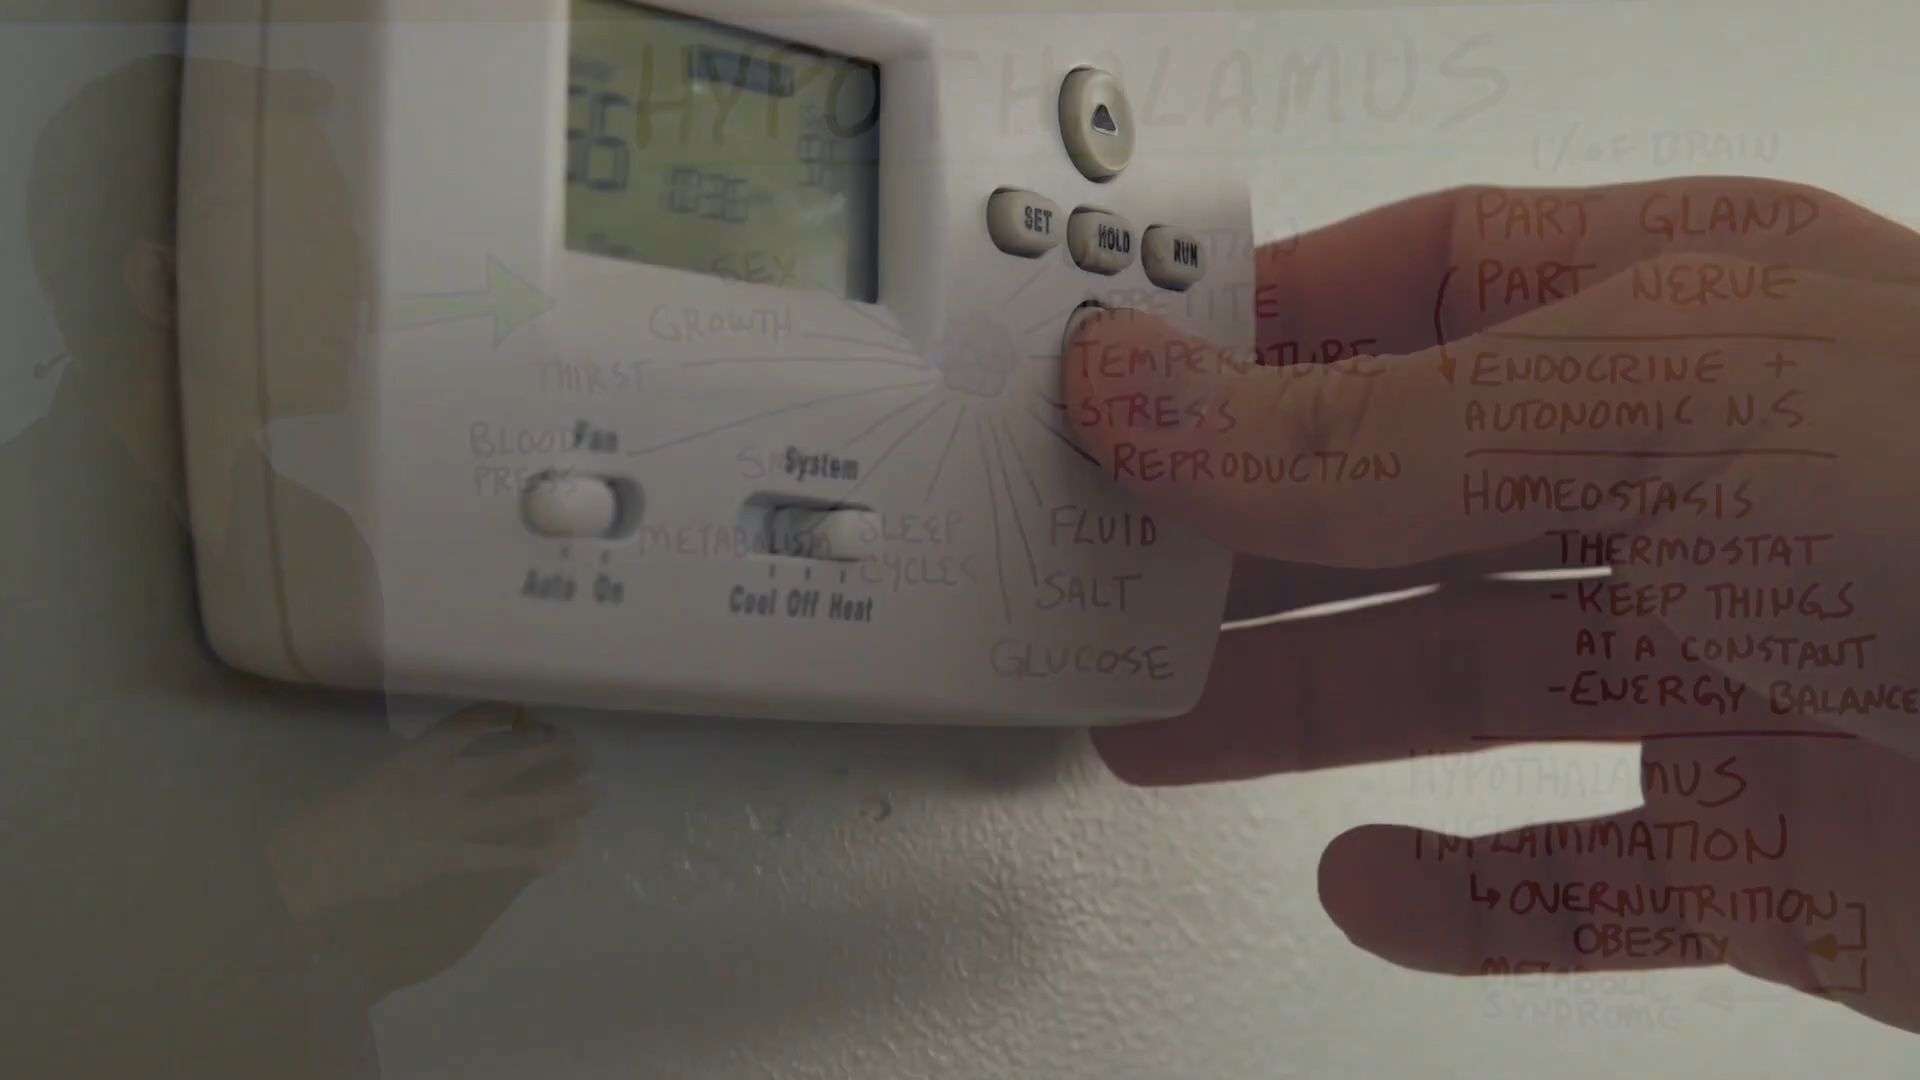 HYPOTHALAMUS
1% OF BRAIN
PART GLAND
PART NERVE
ENDOCRINE +
AUTONOMIC N.S.
HOMEOSTASIS
THERMOSTAT
-KEEP THINGS
AT A CONSTANT
-ENERGY BALANCE
HYPOTHALAMUS
INFLAMMATION
↳ OVERNUTRITION
OBESITY
METABOLIC
SYNDROME
SEX
GROWTH
THIRST
BLOOD
PRESS
METABOLISM
SLEEP
CYCLES
APPETITE
TEMPERATURE
STRESS
REPRODUCTION
FLUID
SALT
GLUCOSE
SET
HOLD
RUN
Fan
Auto On
System
Cool Off Heat